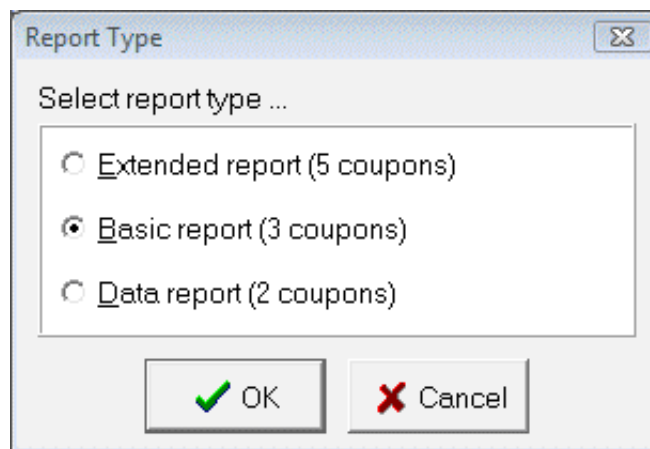 Report Type
Select report type ...
Extended report (5 coupons)
Basic report (3 coupons)
Data report (2 coupons)
OK Cancel